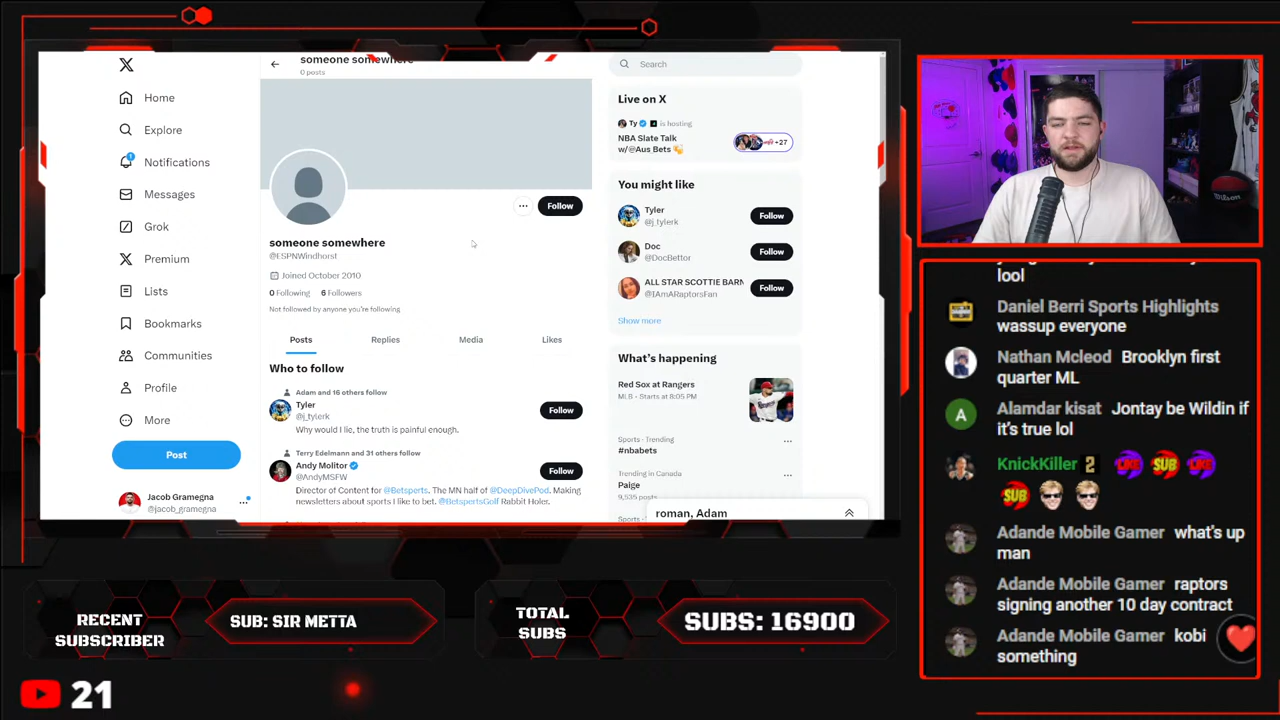 someone somewhere
0 posts
Home
Explore
Notifications
Messages
Grok
Premium
Lists
Bookmarks
Communities
Profile
More
Post
Jacob Gramegna
@jacob_gramegna
Follow
someone somewhere
@ESPNWindhorst
Joined October 2010
0 Following 6 Followers
Not followed by anyone you're following
Posts Replies Media Likes
Who to follow
Adam and 16 others follow
Tyler
@j_tylerk
Follow
Why would I lie, the truth is painful enough.
Terry Edelmann and 31 others follow
Andy Molitor
@AndyMSFW
Follow
Director of Content for @Betsperts. The MN half of @DeepDivePod. Making
newsletters about sports I like to bet. @BetspertsGolf Rabbit Holer.
Search
Live on X
Ty is hosting
NBA Slate Talk
w/@Aus Bets
+27
You might like
Tyler
@j_tylerk
Follow
Doc
@DocBettor
Follow
ALL STAR SCOTTIE BARN
@IAmARaptorsFan
Follow
Show more
What's happening
Red Sox at Rangers
MLB • Starts at 8:05 PM
Sports · Trending
#nbabets
Trending in Canada
Paige
9,535 posts
roman, Adam
lool
Daniel Berri Sports Highlights
wassup everyone
Nathan Mcleod Brooklyn first
quarter ML
Alamdar kisat Jontay be Wildin if
it's true lol
KnickKiller 2 LIKE SUB LIKE
SUB
Adande Mobile Gamer what's up
man
Adande Mobile Gamer raptors
signing another 10 day contract
Adande Mobile Gamer kobi
something
RECENT
SUBSCRIBER
SUB: SIR METTA
TOTAL
SUBS
SUBS: 16900
21
Wilson